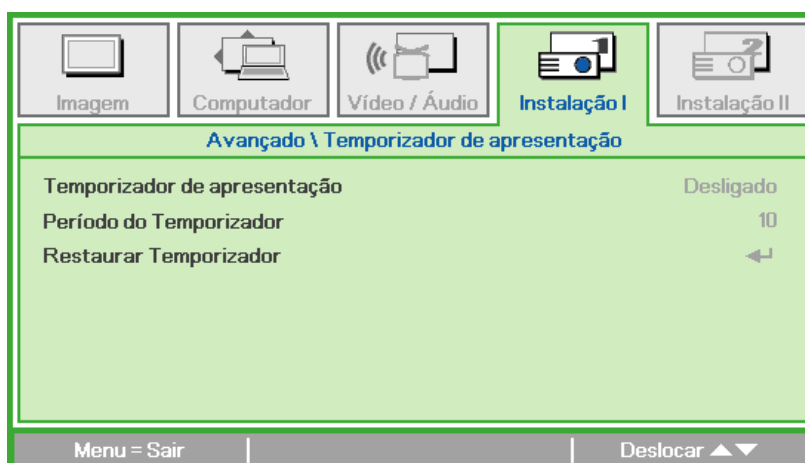 Imagem Computador Vídeo / Áudio Instalação I Instalação II
Avançado \ Temporizador de apresentação
Temporizador de apresentação Desligado
Período do Temporizador 10
Restaurar Temporizador
Menu = Sair Deslocar ▲▼